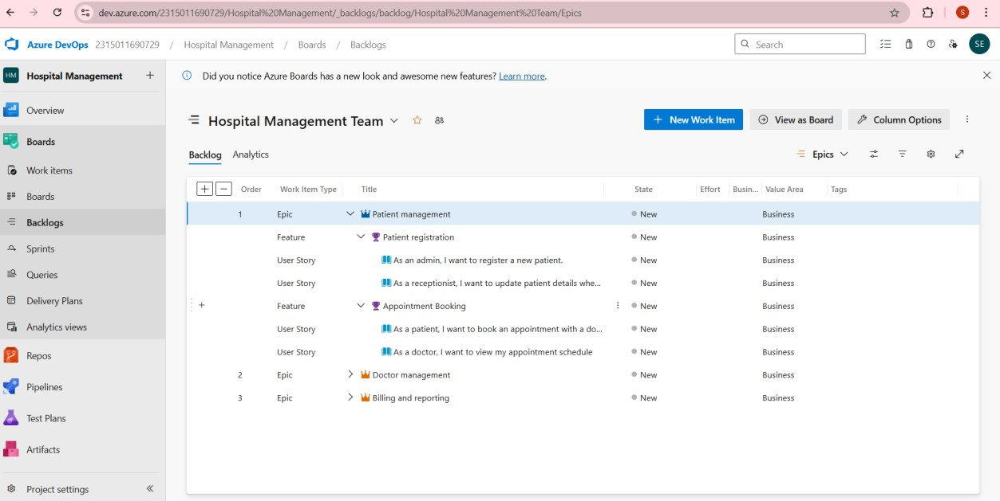 dev.azure.com/2315011690729/Hospital%20Management/_backlogs/backlog/Hospital%20Management%20Team/Epics
S
Azure DevOps 2315011690729 / Hospital Management / Boards / Backlogs
Search
SE
HM Hospital Management
Did you notice Azure Boards has a new look and awesome new features? Learn more.
Overview
Boards
Work items
Boards
Backlogs
Sprints
Queries
Delivery Plans
Analytics views
Repos
Pipelines
Test Plans
Artifacts
Project settings
Hospital Management Team
New Work Item
View as Board
Column Options
Backlog Analytics
Epics
Order Work Item Type Title State Effort Busin... Value Area Tags
1 Epic Patient management New Business
Feature Patient registration New Business
User Story As an admin, I want to register a new patient. New Business
User Story As a receptionist, I want to update patient details whe... New Business
Feature Appointment Booking New Business
User Story As a patient, I want to book an appointment with a do... New Business
User Story As a doctor, I want to view my appointment schedule New Business
2 Epic Doctor management New Business
3 Epic Billing and reporting New Business